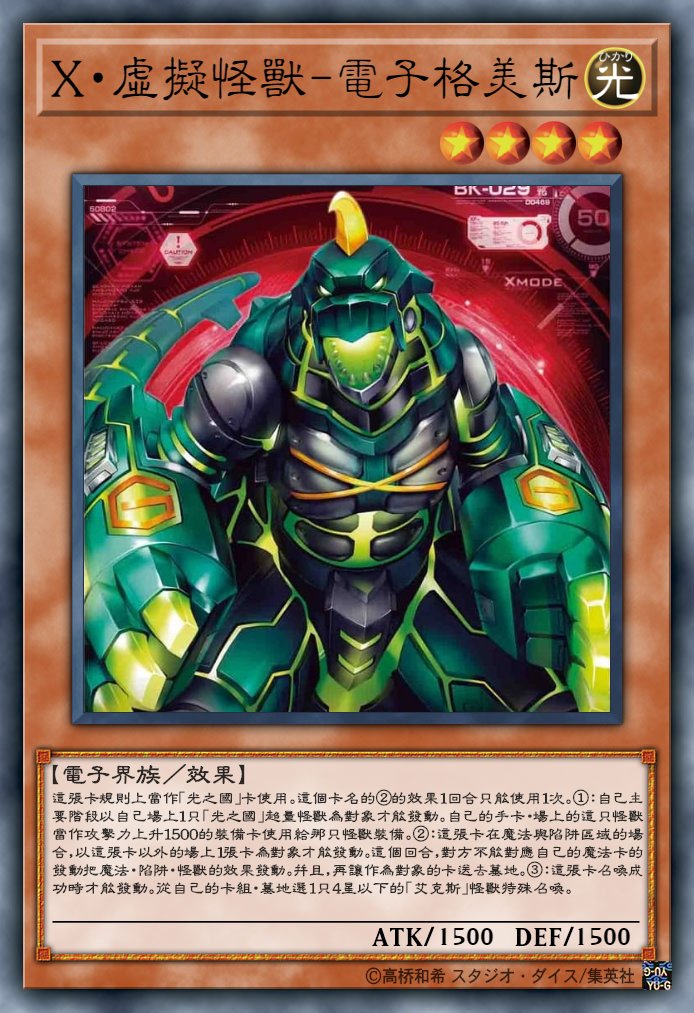 X·虛擬怪獸-電子格美斯
ひかり
光
50802
BK-029
00469
50
CAUTION
XMODE
【電子界族／效果】
這張卡規則上當作「光之國」卡使用。這個卡名的②的效果1回合只能使用1次。①：自己主
要階段以自己場上1只「光之國」超量怪獸為對象才能發動。自己的手卡·場上的這只怪獸
當作攻擊力上升1500的裝備卡使用給那只怪獸裝備。②：這張卡在魔法與陷阱區域的場
合，以這張卡以外的場上1張卡為對象才能發動。這個回合，對方不能對應自己的魔法卡的
發動把魔法·陷阱·怪獸的效果發動。并且，再讓作為對象的卡送去墓地。③：這張卡召喚成
功時才能發動。從自己的卡組·墓地選1只4星以下的「艾克斯」怪獸特殊召喚。
ATK/1500 DEF/1500
©高桥和希 スタジオ・ダイス/集英社
YU-G